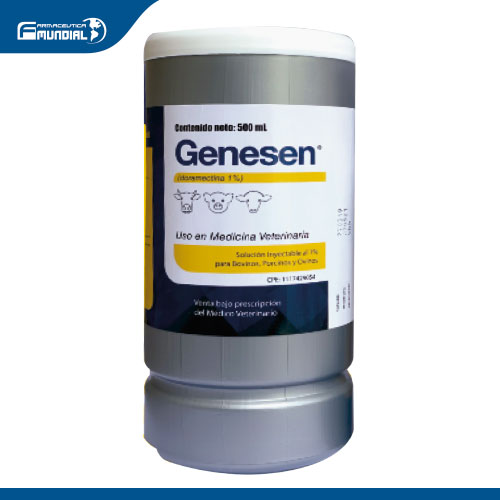 FARMACEUTICA
MUNDIAL
Contenido neto: 500 mL
Genesen®
(doramectina 1%)
Uso en Medicina Veterinaria
Solución Inyectable al 1%
para Bovinos, Porcinos y Ovinos
Venta bajo prescripción
del Médico Veterinario